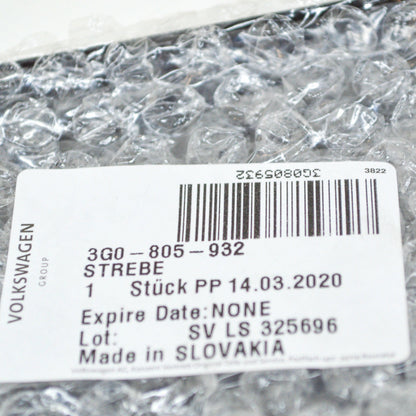 3G0805932
3822
VOLKSWAGEN
GROUP
3G0-805-932
STREBE
1 Stück PP 14.03.2020
Expire Date:NONE
Lot: SV LS 325696
Made in SLOVAKIA